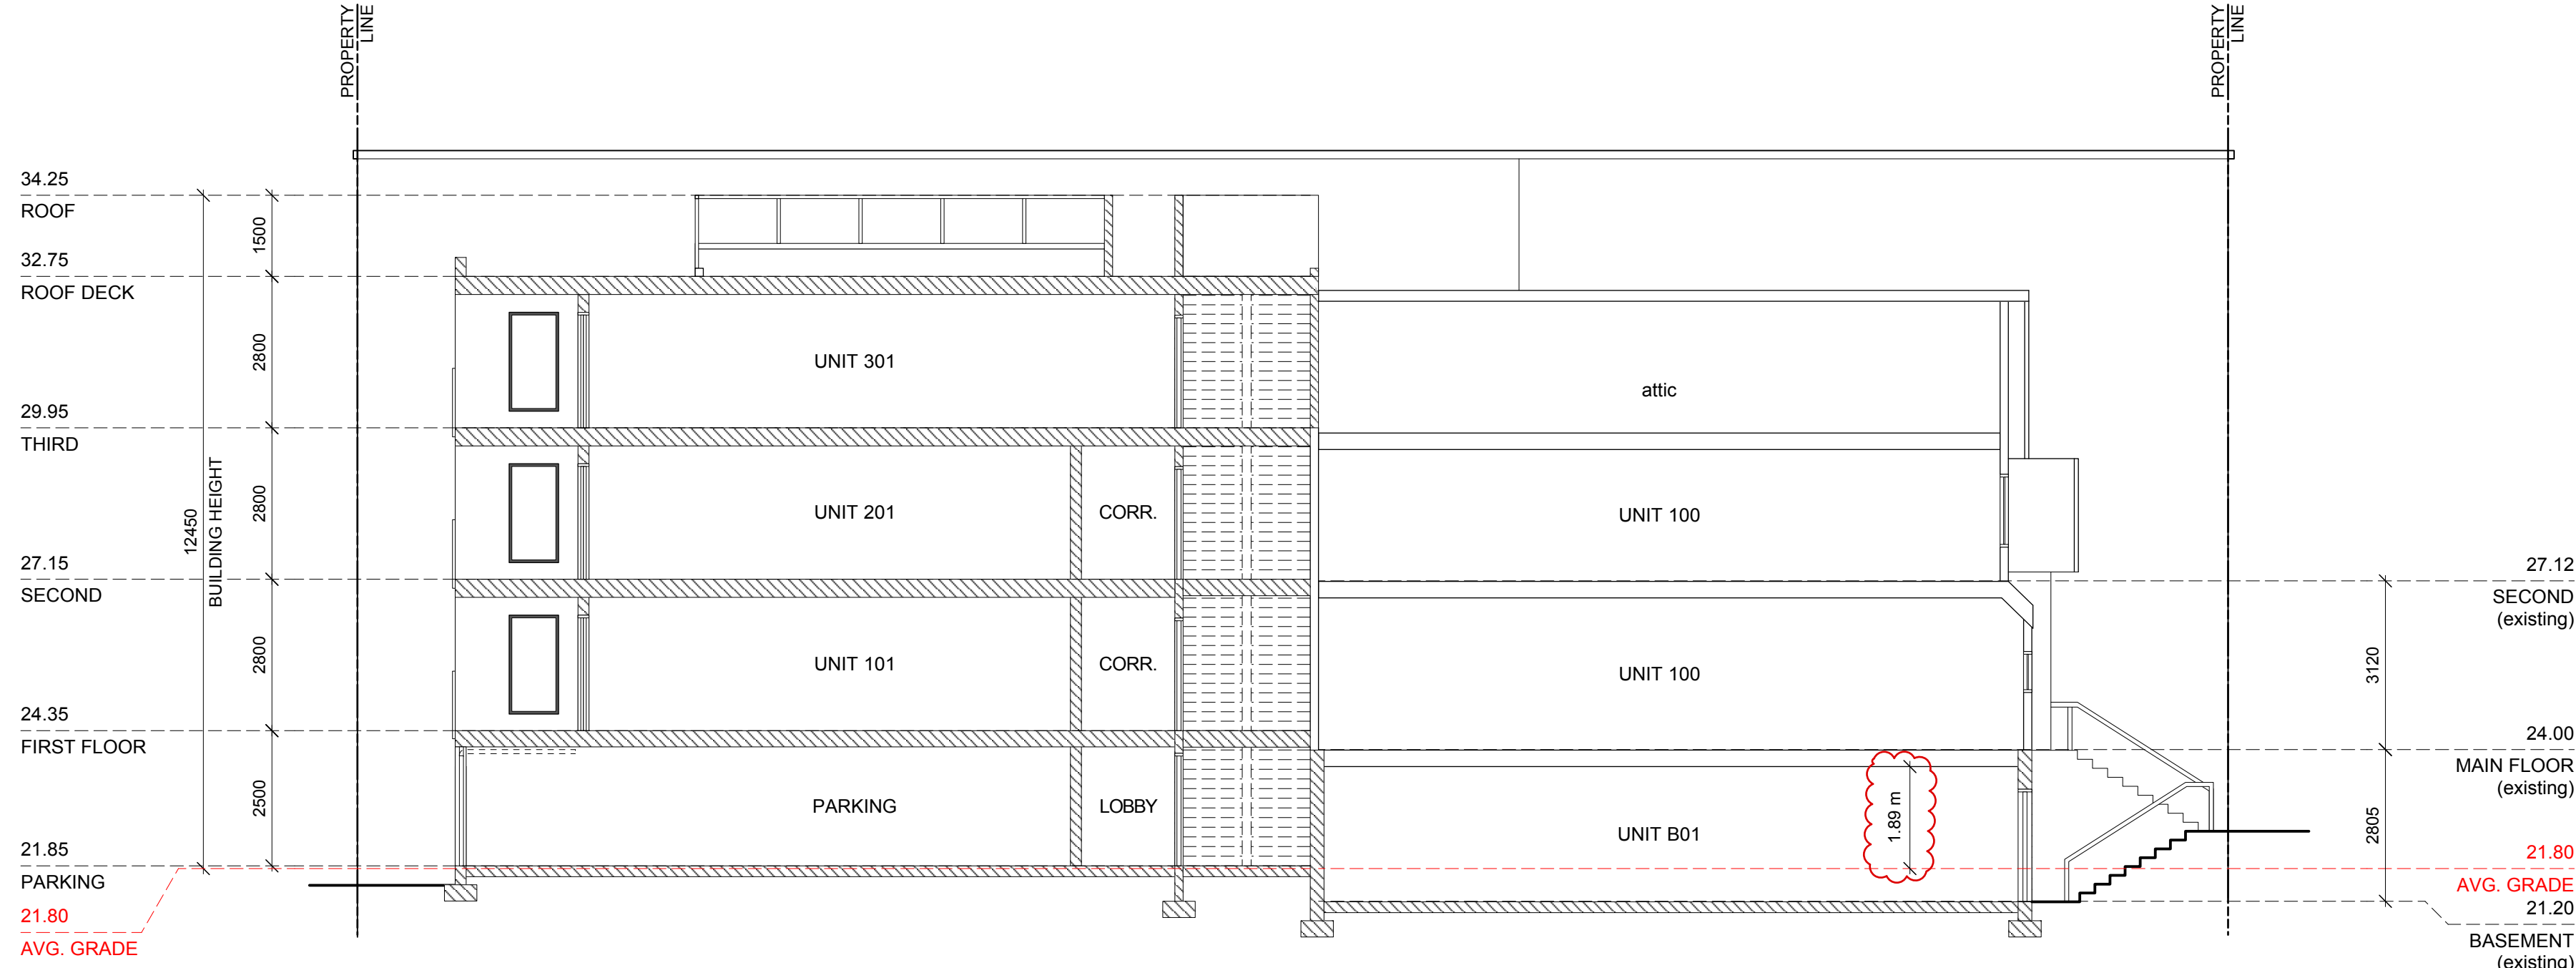 PROPERTY
LINE
PROPERTY
LINE
34.25
ROOF
1500
32.75
ROOF DECK
2800
UNIT 301
attic
29.95
THIRD
12450
BUILDING HEIGHT
2800
UNIT 201
CORR.
UNIT 100
27.15
SECOND
27.12
SECOND
(existing)
2800
UNIT 101
CORR.
UNIT 100
3120
24.35
FIRST FLOOR
24.00
MAIN FLOOR
(existing)
2500
PARKING
LOBBY
UNIT B01
1.89 m
2805
21.85
PARKING
21.80
AVG. GRADE
21.80
AVG. GRADE
21.20
BASEMENT
(existing)